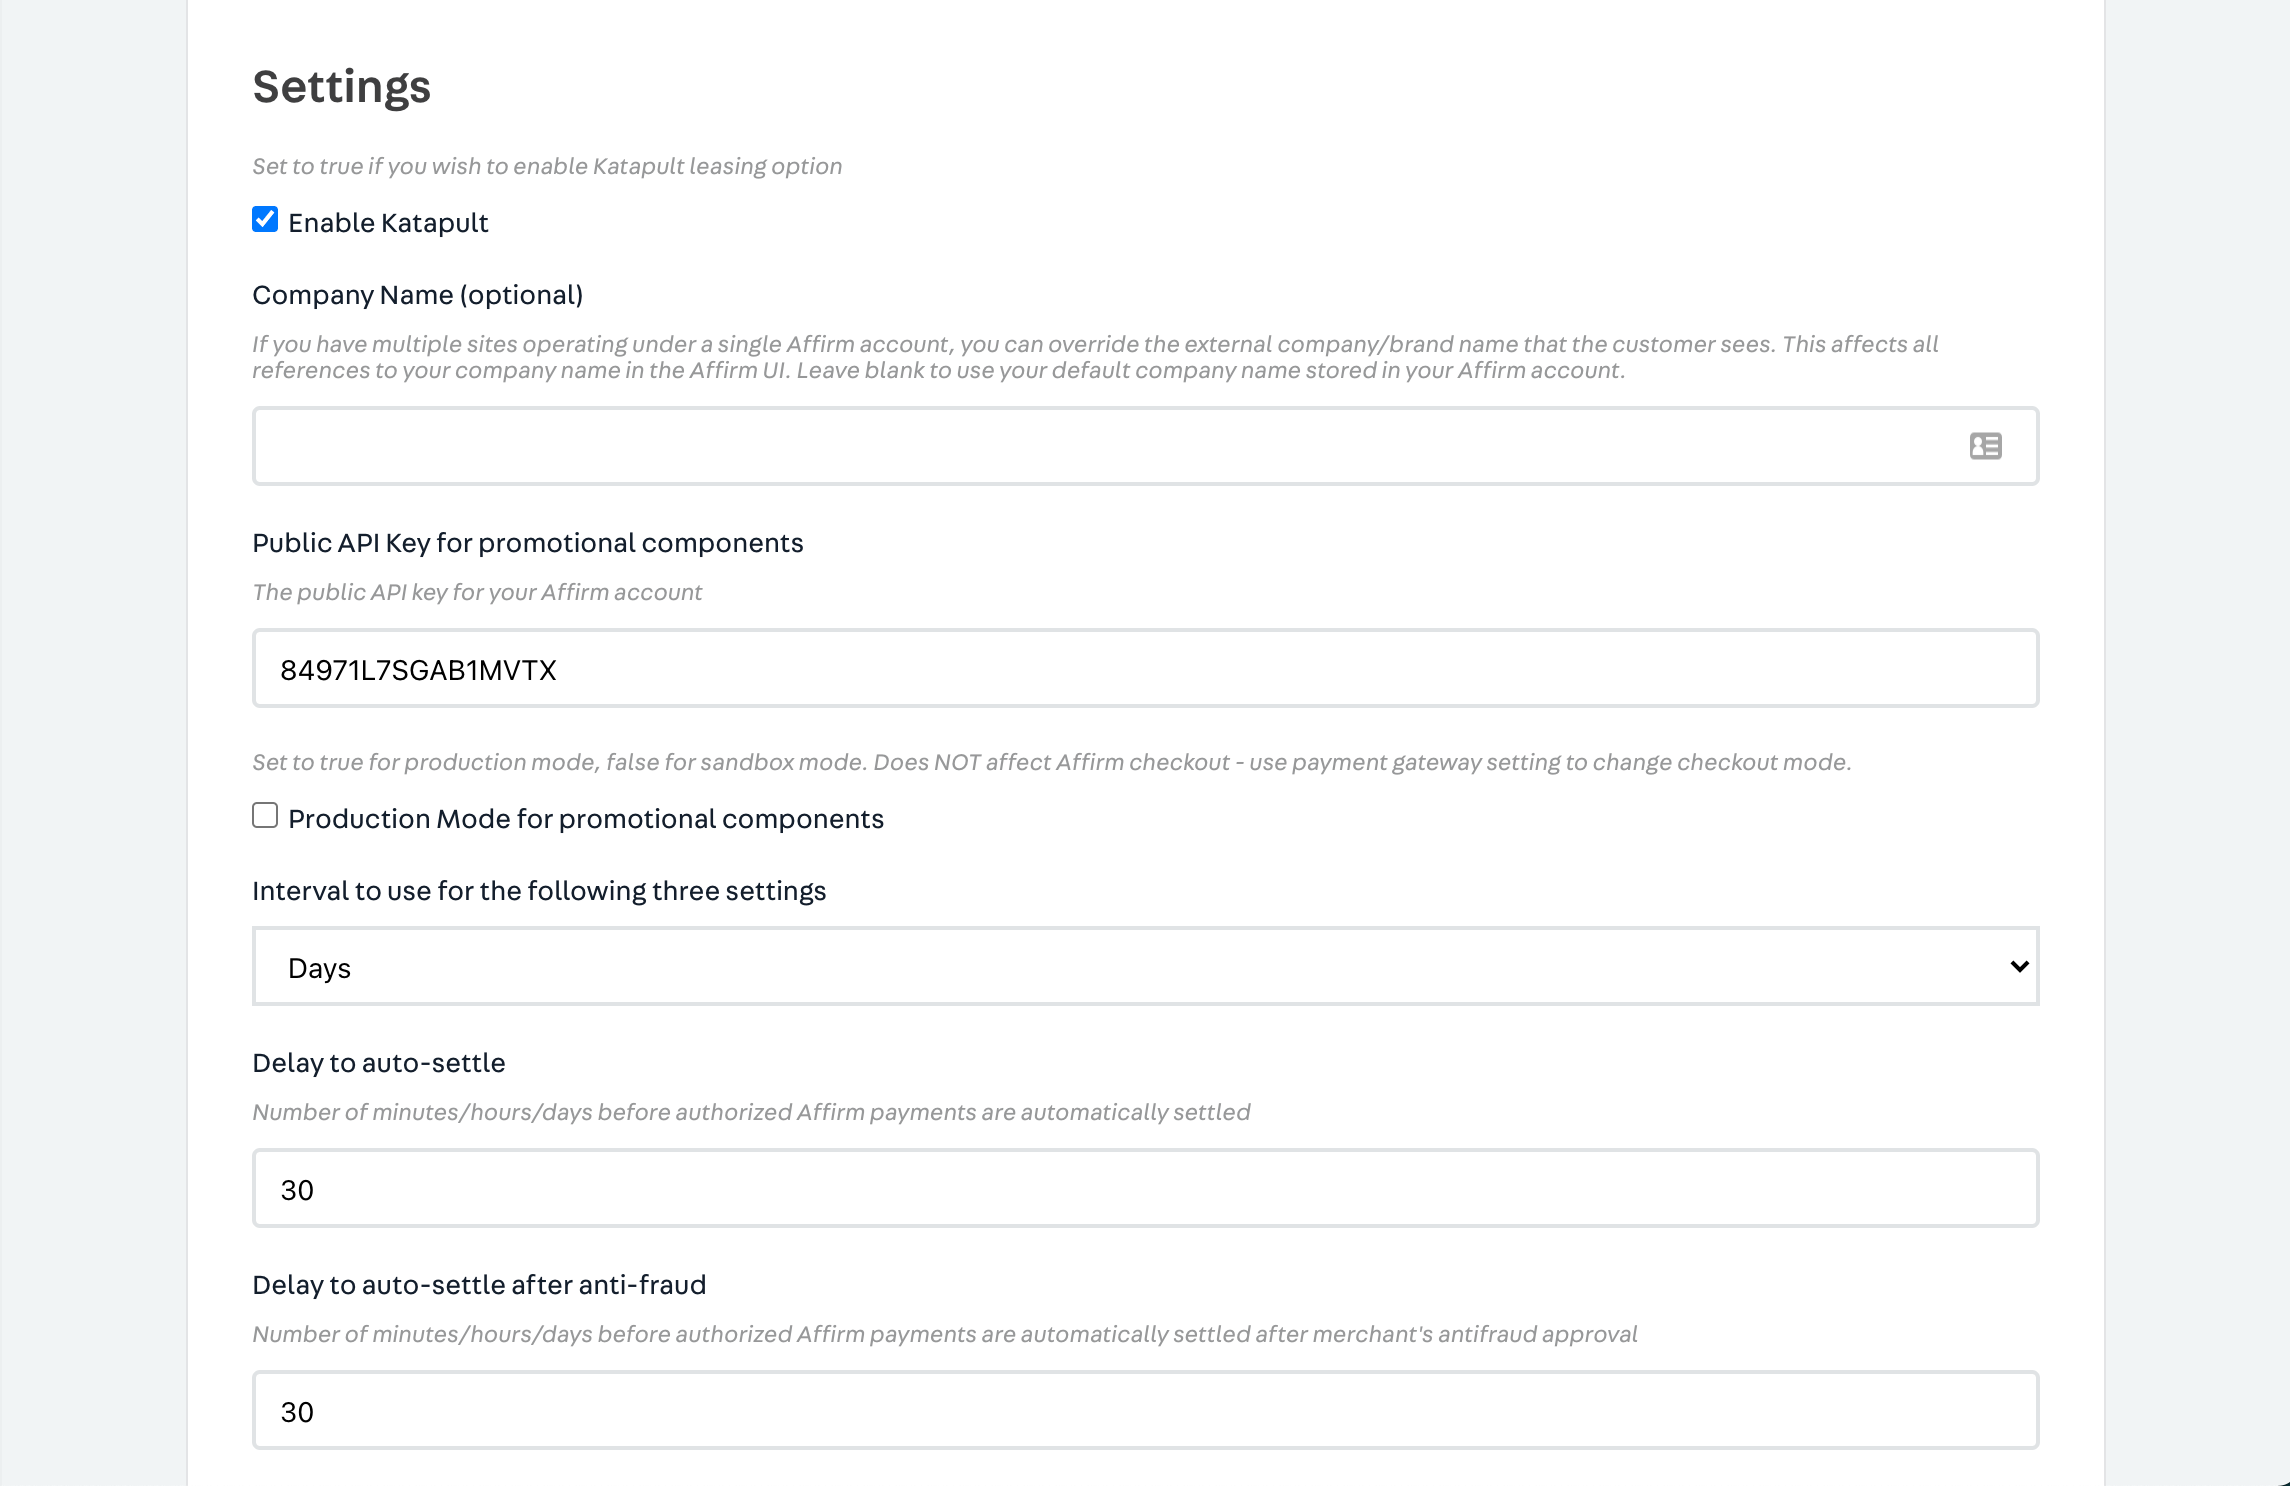 Settings
Set to true if you wish to enable Katapult leasing option
Enable Katapult
Company Name (optional)
If you have multiple sites operating under a single Affirm account, you can override the external company/brand name that the customer sees. This affects all
references to your company name in the Affirm UI. Leave blank to use your default company name stored in your Affirm account.
Public API Key for promotional components
The public API key for your Affirm account
84971L7SGAB1MVTX
Set to true for production mode, false for sandbox mode. Does NOT affect Affirm checkout - use payment gateway setting to change checkout mode.
Production Mode for promotional components
Interval to use for the following three settings
Days
Delay to auto-settle
Number of minutes/hours/days before authorized Affirm payments are automatically settled
30
Delay to auto-settle after anti-fraud
Number of minutes/hours/days before authorized Affirm payments are automatically settled after merchant's antifraud approval
30